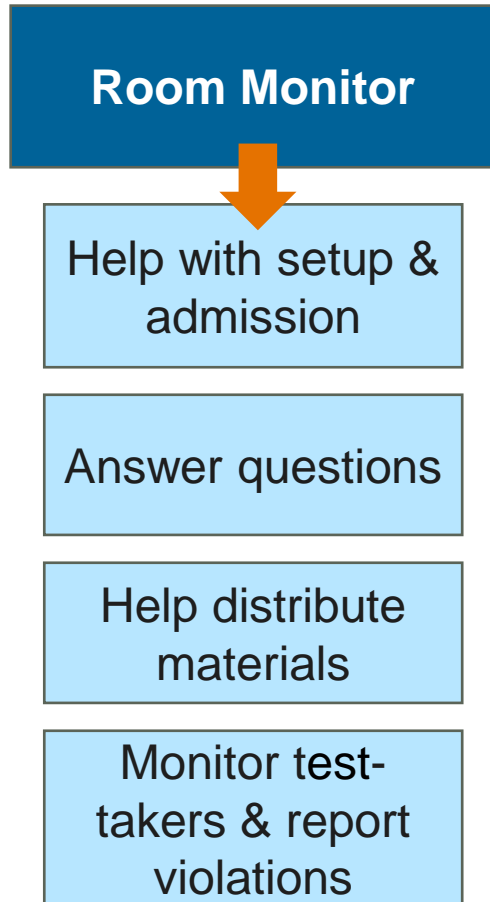 Room Monitor
Help with setup &
admission
Answer questions
Help distribute
materials
Monitor test-
takers & report
violations